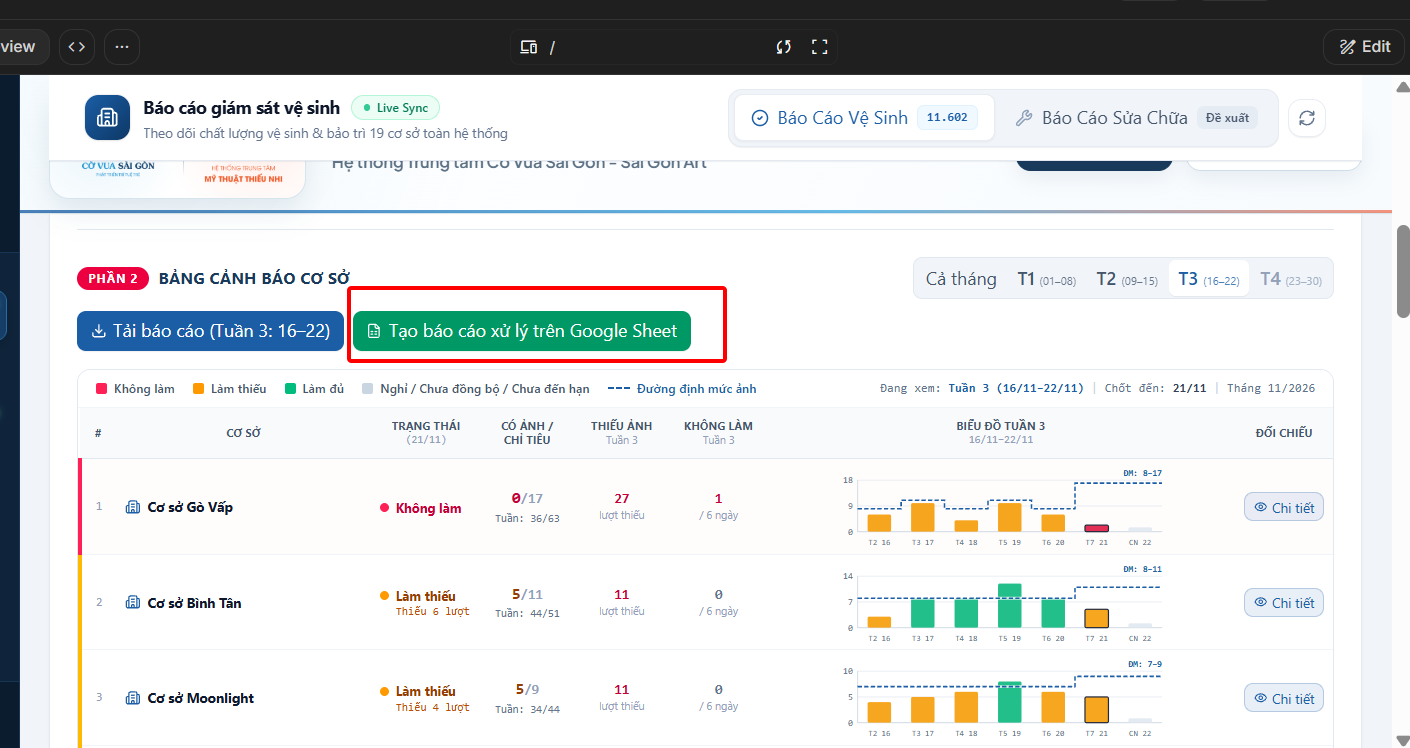 view
/
Edit
Báo cáo giám sát vệ sinh
Live Sync
Theo dõi chất lượng vệ sinh & bảo trì 19 cơ sở toàn hệ thống
Báo Cáo Vệ Sinh 11.602
Báo Cáo Sửa Chữa Đề xuất
CỜ VUA SÀI GÒN
HỆ THỐNG TRUNG TÂM
MỸ THUẬT THIẾU NHI
Hệ thống Trung tâm Cờ Vua Sài Gòn – Sài Gòn Art
PHẦN 2 BẢNG CẢNH BÁO CƠ SỞ
Cả tháng T1 (01–08) T2 (09–15) T3 (16–22) T4 (23–30)
Tải báo cáo (Tuần 3: 16–22)
Tạo báo cáo xử lý trên Google Sheet
Không làm Làm thiếu Làm đủ Nghỉ / Chưa đồng bộ / Chưa đến hạn Đường định mức ảnh
Đang xem: Tuần 3 (16/11–22/11) | Chốt đến: 21/11 | Tháng 11/2026
# CƠ SỞ
TRẠNG THÁI
(21/11)
CÓ ẢNH /
CHỈ TIÊU
THIẾU ẢNH
Tuần 3
KHÔNG LÀM
Tuần 3
BIỂU ĐỒ TUẦN 3
16/11–22/11
ĐỐI CHIẾU
1 Cơ sở Gò Vấp
Không làm
0/17
Tuần: 36/63
27
lượt thiếu
1
/ 6 ngày
ĐM: 8–17
18
9
0
T2 16 T3 17 T4 18 T5 19 T6 20 T7 21 CN 22
Chi tiết
2 Cơ sở Bình Tân
Làm thiếu
Thiếu 6 lượt
5/11
Tuần: 44/51
11
lượt thiếu
0
/ 6 ngày
ĐM: 8–11
14
7
0
T2 16 T3 17 T4 18 T5 19 T6 20 T7 21 CN 22
Chi tiết
3 Cơ sở Moonlight
Làm thiếu
Thiếu 4 lượt
5/9
Tuần: 34/44
11
lượt thiếu
0
/ 6 ngày
ĐM: 7–9
10
5
0
T2 16 T3 17 T4 18 T5 19 T6 20 T7 21 CN 22
Chi tiết